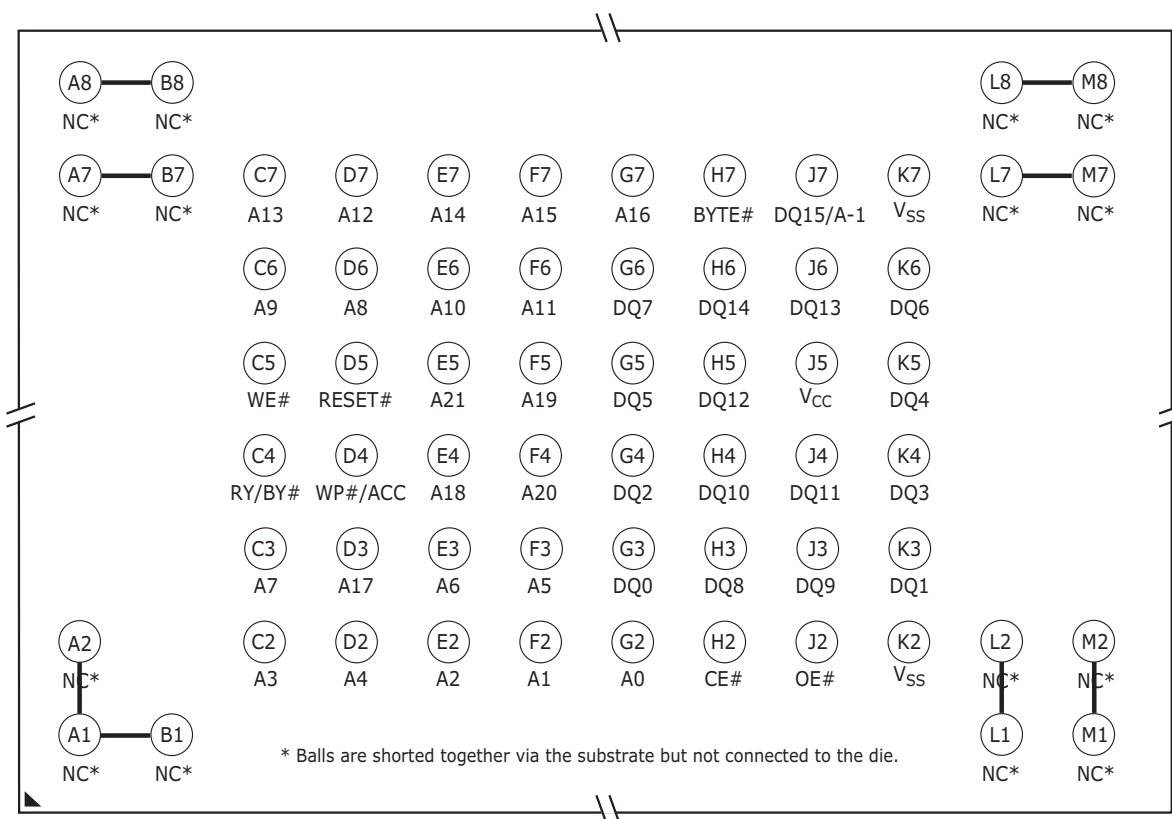 A8 B8 L8 M8
NC* NC* NC* NC*
A7 B7 C7 D7 E7 F7 G7 H7 J7 K7 L7 M7
NC* NC* A13 A12 A14 A15 A16 BYTE# DQ15/A-1 VSS NC* NC*
C6 D6 E6 F6 G6 H6 J6 K6
A9 A8 A10 A11 DQ7 DQ14 DQ13 DQ6
C5 D5 E5 F5 G5 H5 J5 K5
WE# RESET# A21 A19 DQ5 DQ12 VCC DQ4
C4 D4 E4 F4 G4 H4 J4 K4
RY/BY# WP#/ACC A18 A20 DQ2 DQ10 DQ11 DQ3
C3 D3 E3 F3 G3 H3 J3 K3
A7 A17 A6 A5 DQ0 DQ8 DQ9 DQ1
A2 C2 D2 E2 F2 G2 H2 J2 K2 L2 M2
NC* A3 A4 A2 A1 A0 CE# OE# VSS NC* NC*
A1 B1 L1 M1
* Balls are shorted together via the substrate but not connected to the die.
NC* NC* NC* NC*